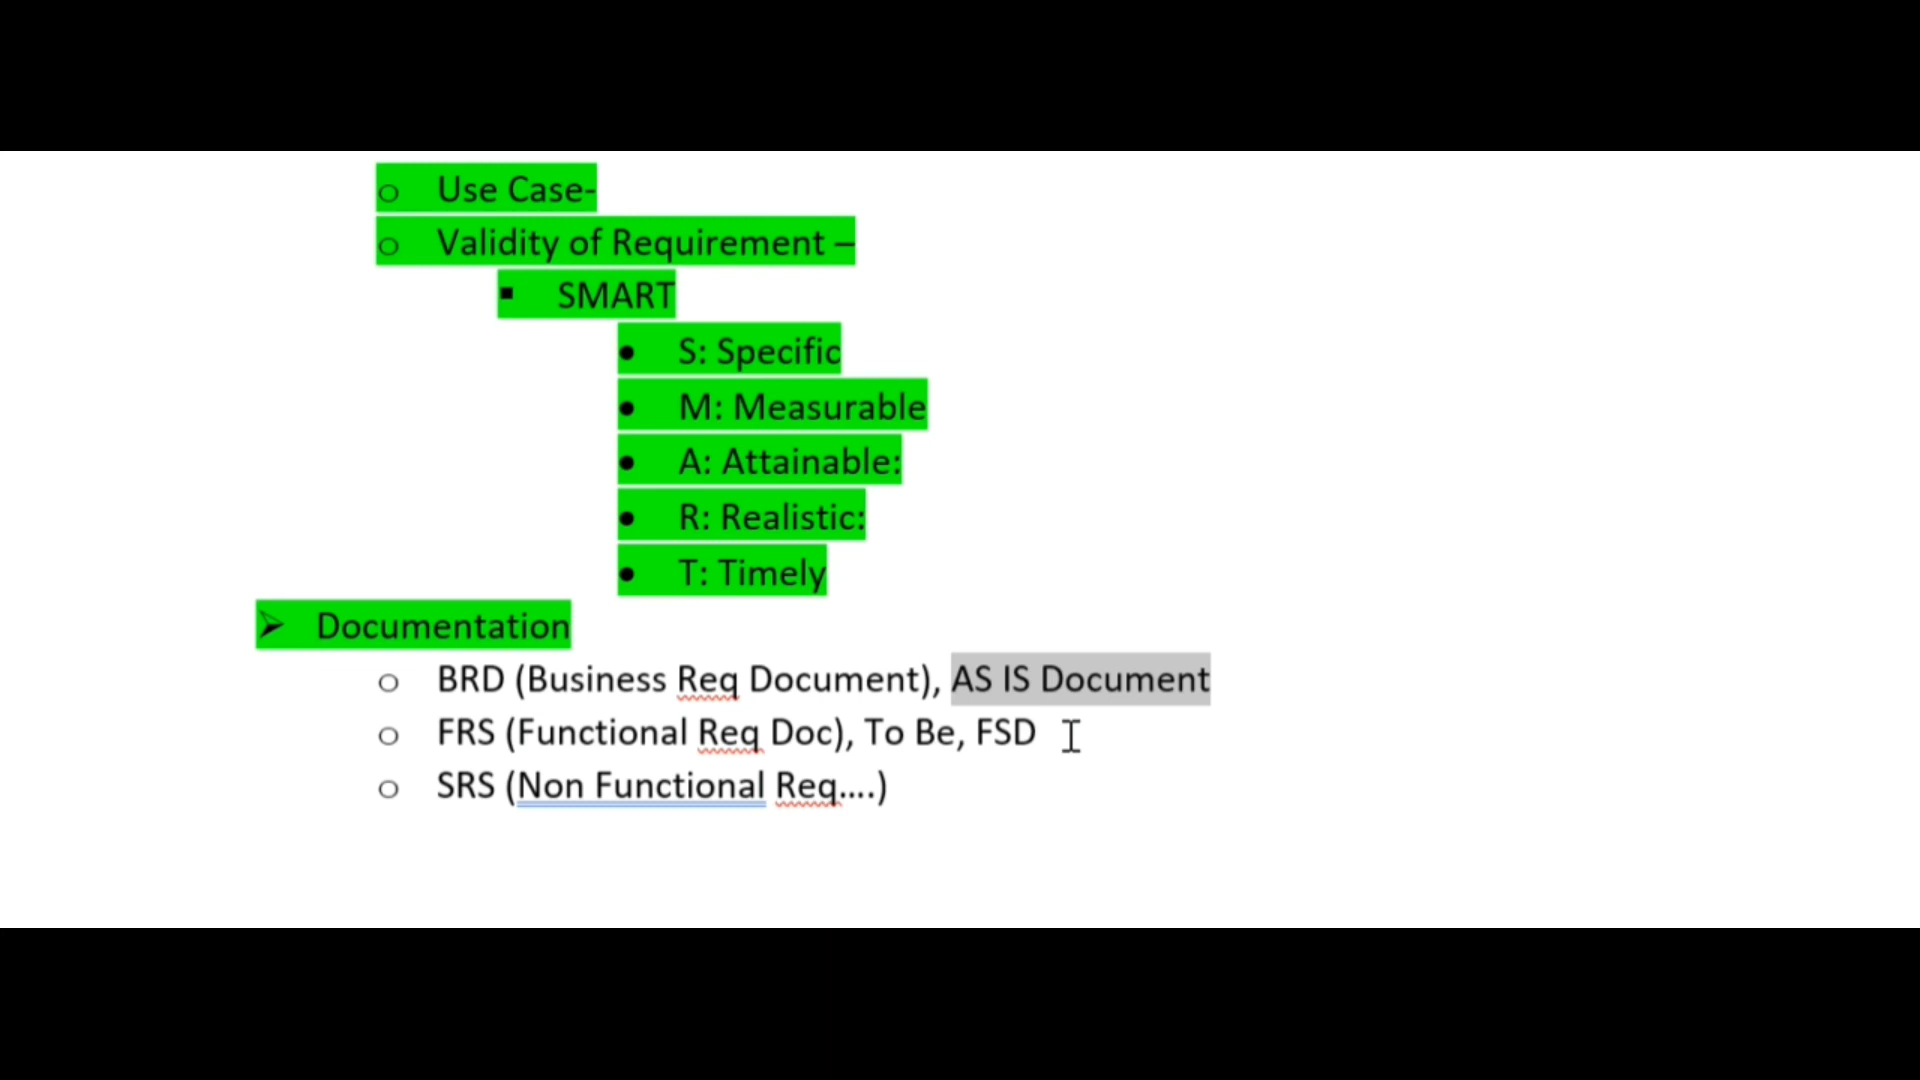 Use Case-
Validity of Requirement –
SMART
S: Specific
M: Measurable
A: Attainable:
R: Realistic:
T: Timely
Documentation
BRD (Business Req Document), AS IS Document
FRS (Functional Req Doc), To Be, FSD
SRS (Non Functional Req....)